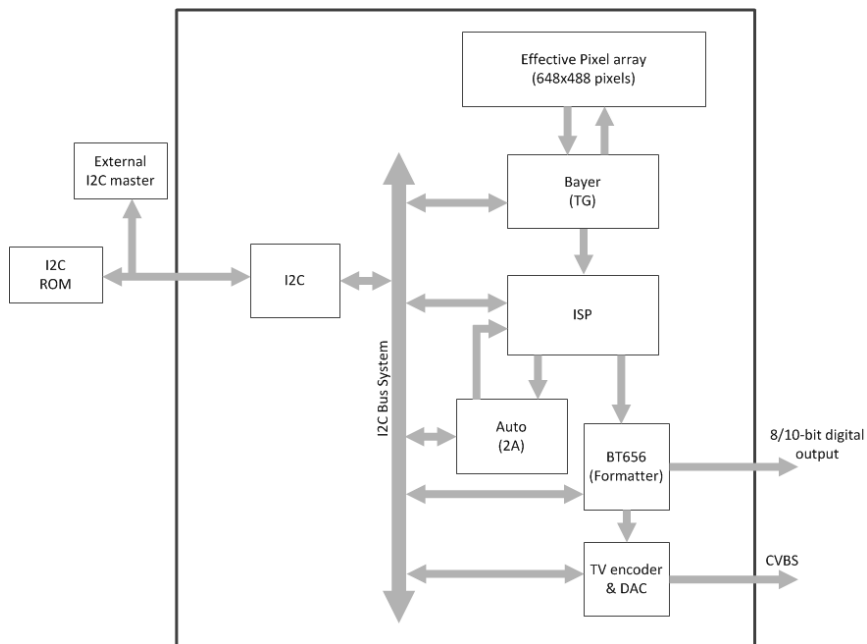 Effective Pixel array
(648x488 pixels)
External
I2C master
Bayer
(TG)
I2C
ROM
I2C
ISP
I2C Bus System
Auto
(2A)
BT656
(Formatter)
8/10-bit digital
output
TV encoder
& DAC
CVBS